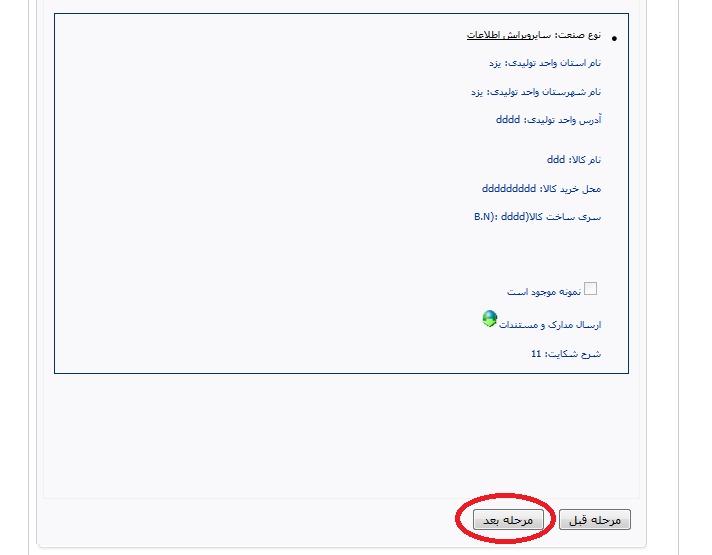 نوع صنعت: سایرویرایش اطلاعات
نام استان واحد تولیدی: یزد
نام شهرستان واحد تولیدی: یزد
آدرس واحد تولیدی: dddd
نام کالا: ddd
محل خرید کالا: ddddddddd
سری ساخت کالا(B.N): dddd
نمونه موجود است
ارسال مدارک و مستندات
شرح شکایت: 11
مرحله قبل
مرحله بعد